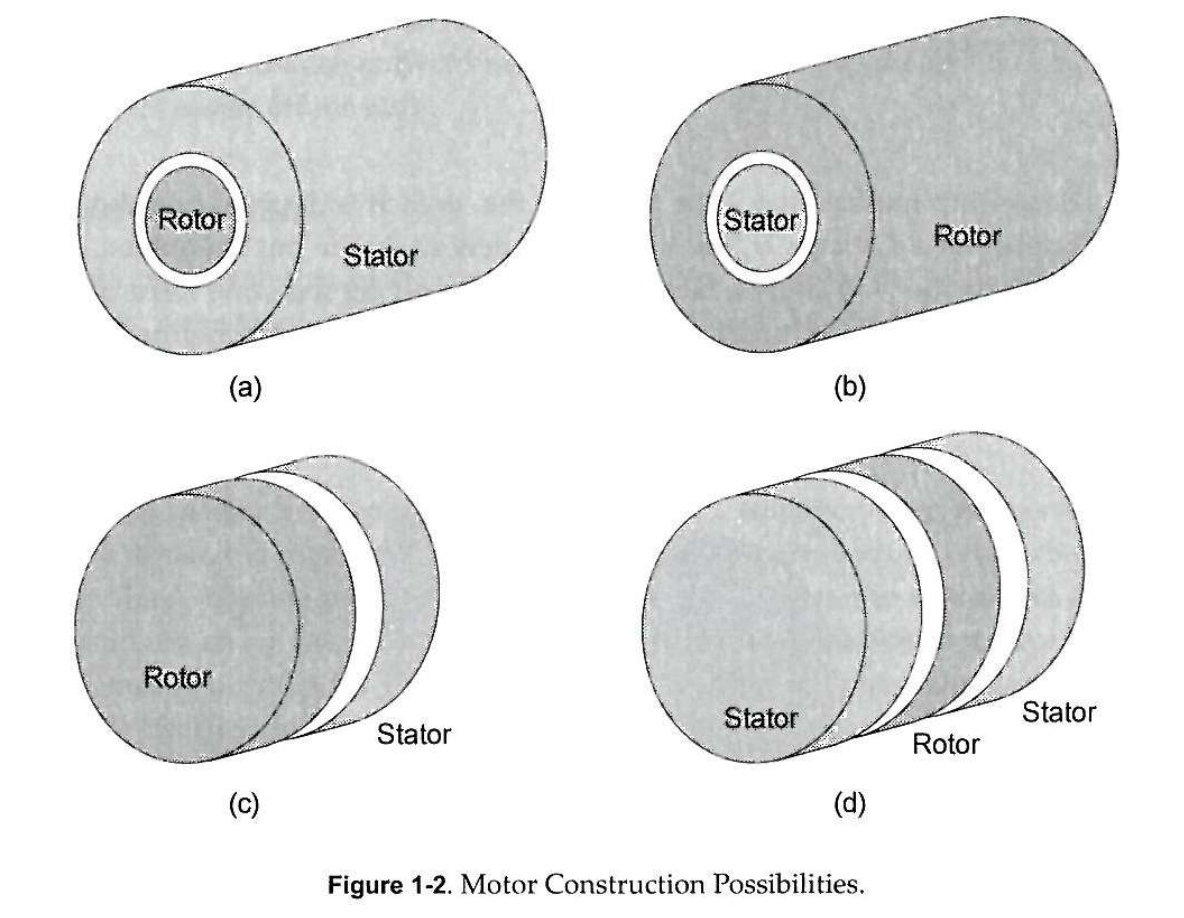 Rotor
Stator
(a)
Stator
Rotor
(b)
Rotor
Stator
(c)
Stator
Rotor
Stator
(d)
Figure 1-2. Motor Construction Possibilities.